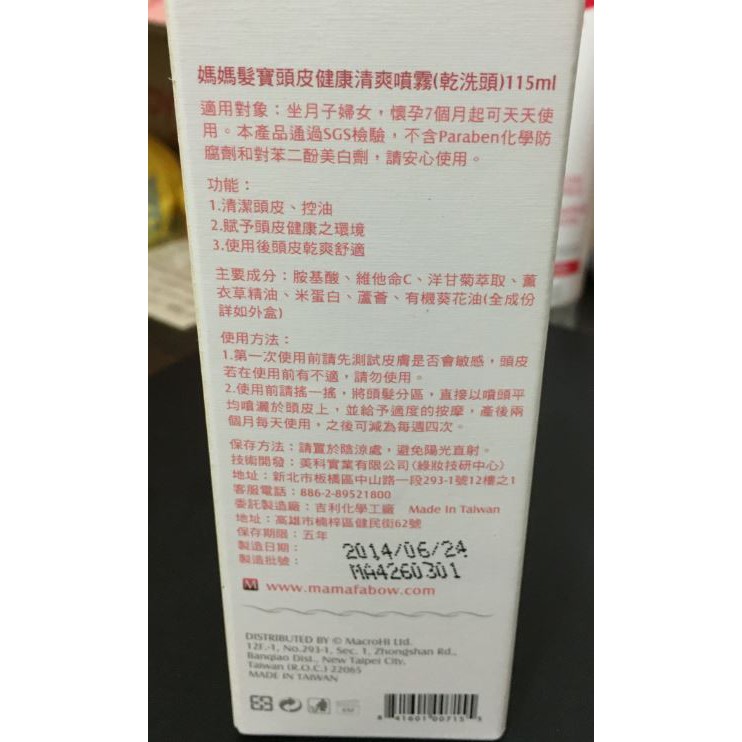 媽媽髮寶頭皮健康清爽噴霧(乾洗頭)115ml
適用對象：坐月子婦女，懷孕7個月起可天天使
用。本產品通過SGS檢驗，不含Paraben化學防
腐劑和對苯二酚美白劑，請安心使用。
功能：
1.清潔頭皮、控油
2.賦予頭皮健康之環境
3.使用後頭皮乾爽舒適
主要成分：胺基酸、維他命C、洋甘菊萃取、薰
衣草精油、米蛋白、蘆薈、有機葵花油(全成份
詳如外盒)
使用方法：
1.第一次使用前請先測試皮膚是否會敏感，頭皮
若在使用前有不適，請勿使用。
2.使用前請搖一搖，將頭髮分區，直接以噴頭平
均噴灑於頭皮上，並給予適度的按摩，產後兩
個月每天使用，之後可減為每週四次。
保存方法：請置於陰涼處，避免陽光直射。
技術開發：美科實業有限公司(綠妝技研中心)
地址：新北市板橋區中山路一段293-1號12樓之1
客服電話：886-2-89521800
委託製造廠：吉利化學工廠 Made In Taiwan
地址：高雄市楠梓區健民街62號
保存期限：五年
製造日期： 2014/06/24
製造批號： MA4260301
M www.mamafabow.com
DISTRIBUTED BY © MacroHI Ltd.
12F.-1, No.293-1, Sec. 1, Zhongshan Rd.,
Banqiao Dist., New Taipei City,
Taiwan (R.O.C.) 22065
MADE IN TAIWAN